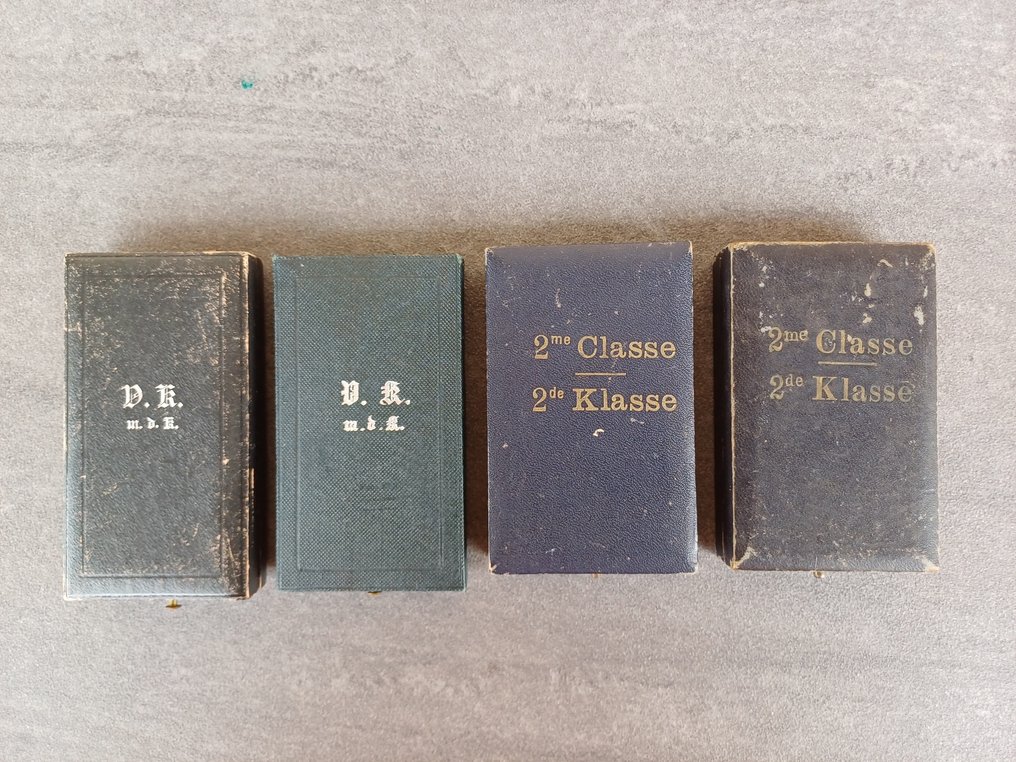 V. K.
m. d. K.
V. K.
m. d. K.
2me Classe
2de Klasse
2me Classe
2de Klasse